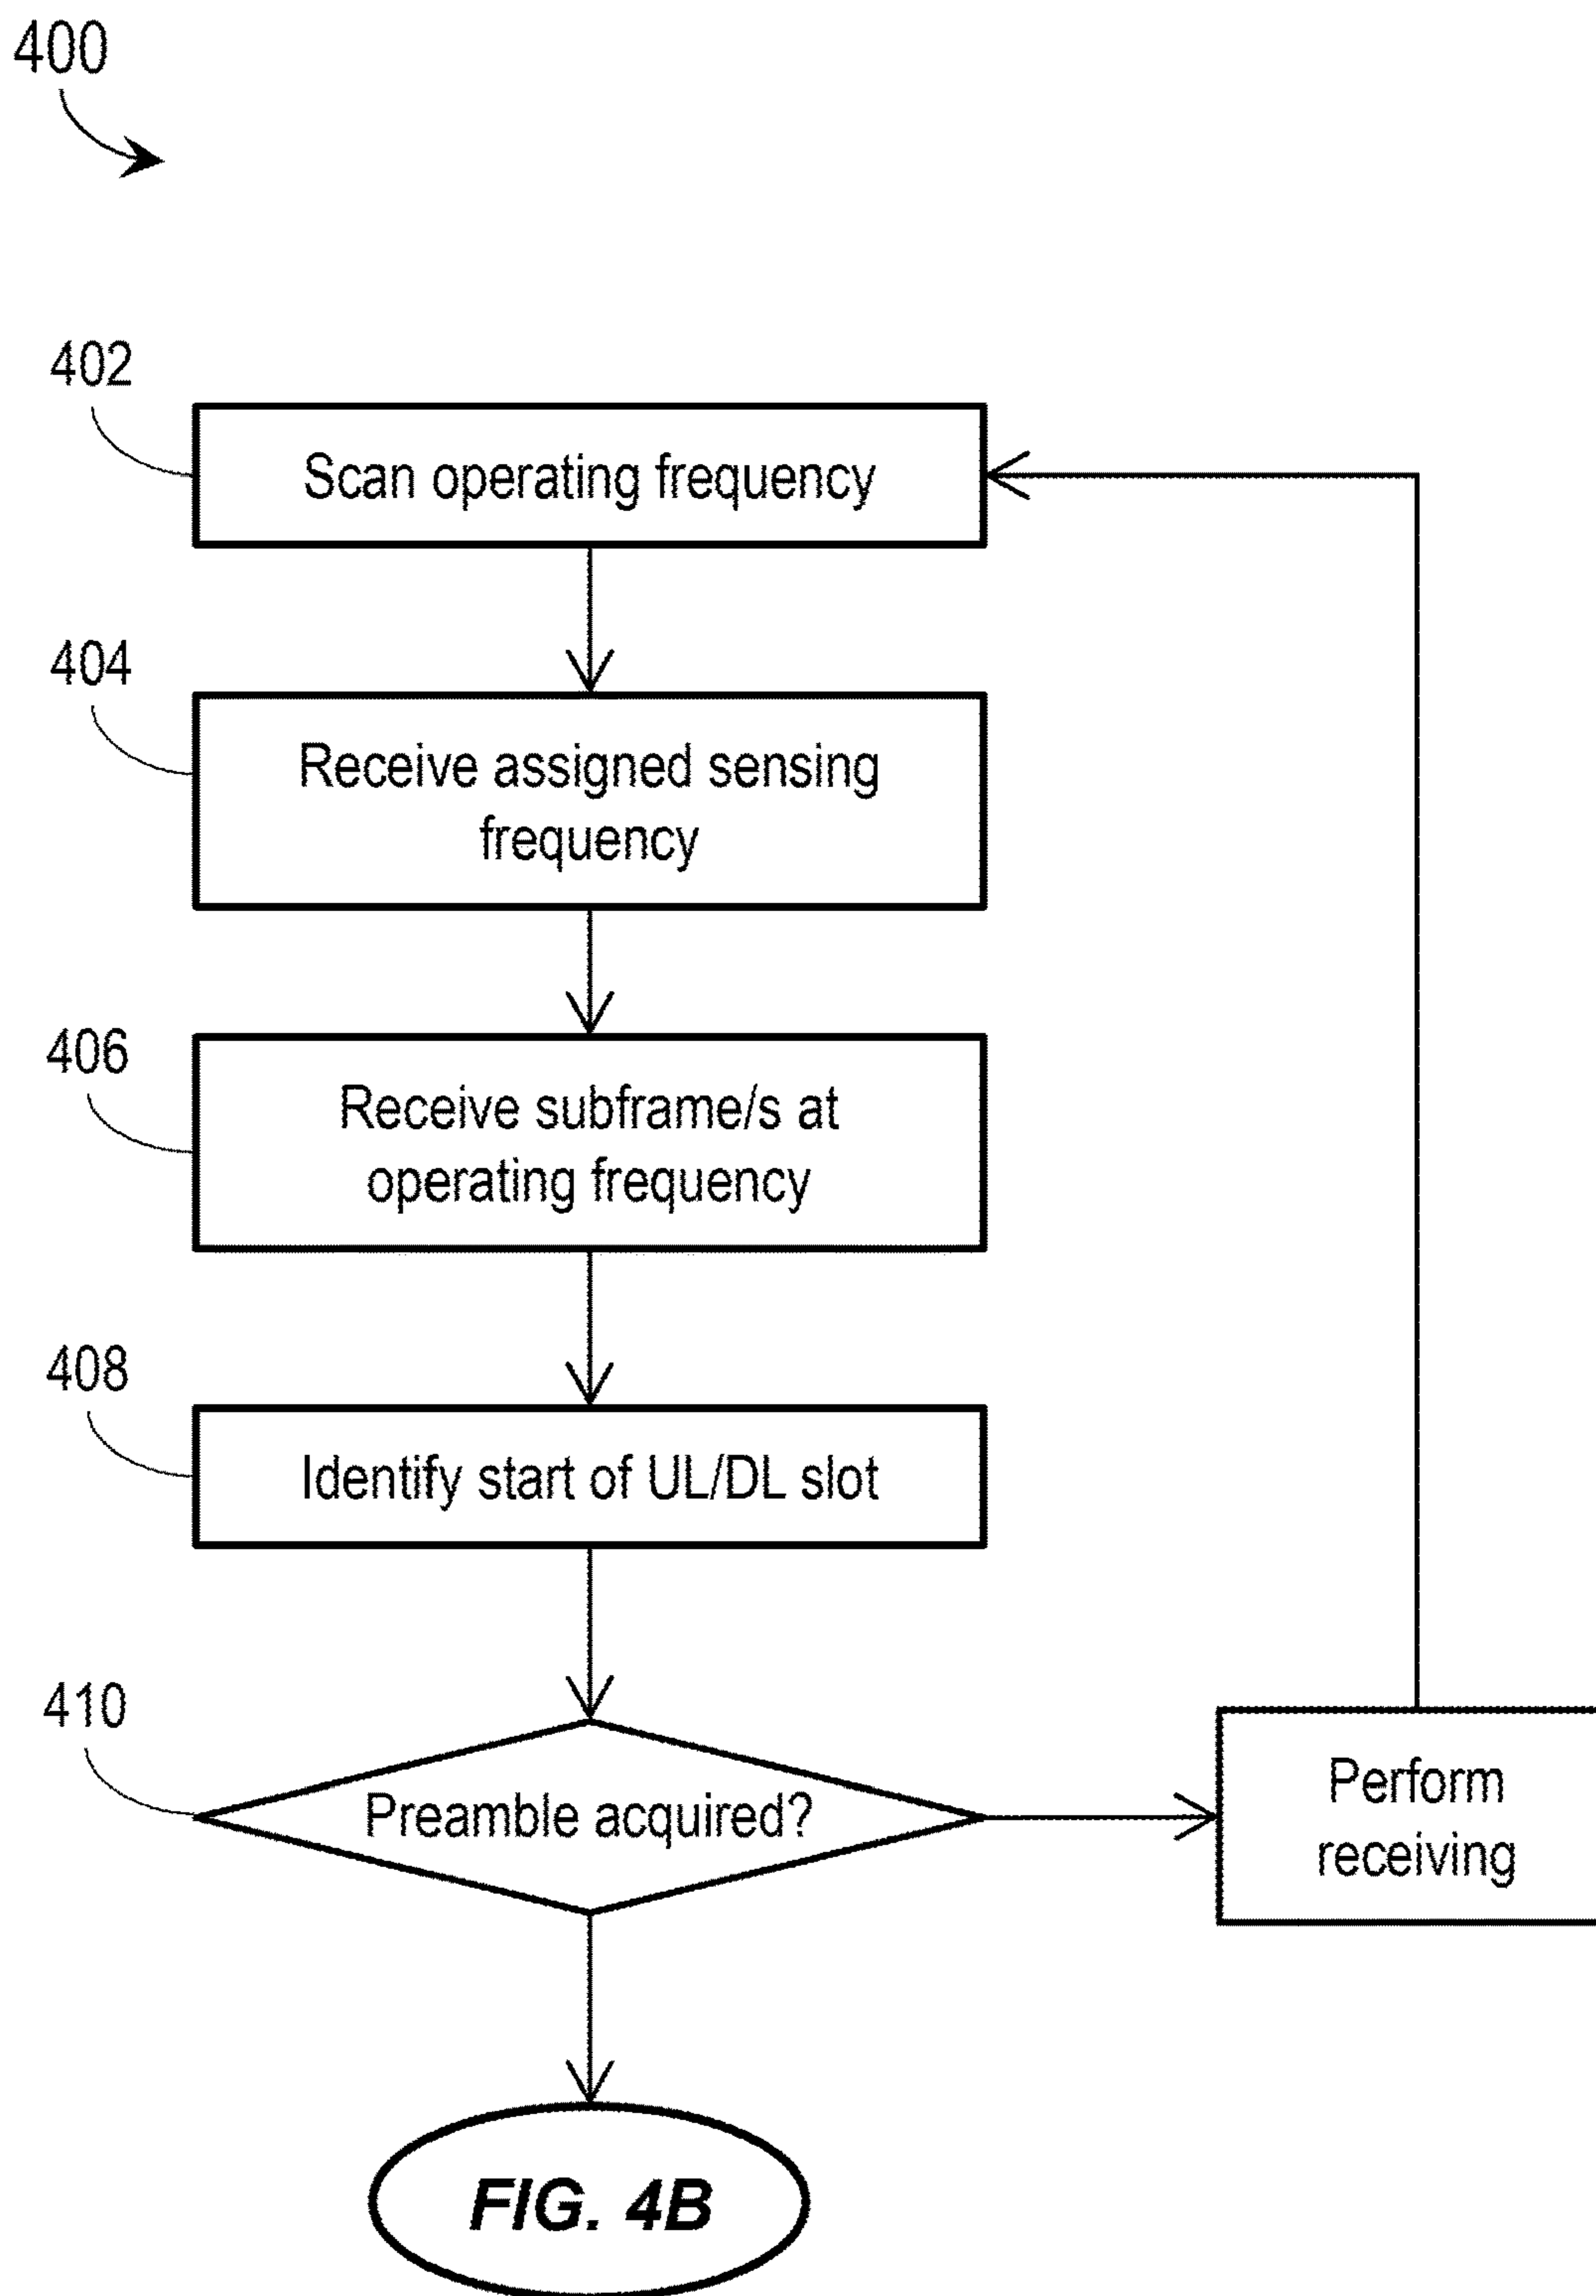 400
402
Scan operating frequency
404
Receive assigned sensing
frequency
406
Receive subframe/s at
operating frequency
408
Identify start of UL/DL slot
410
Preamble acquired?
Perform
receiving
FIG. 4B